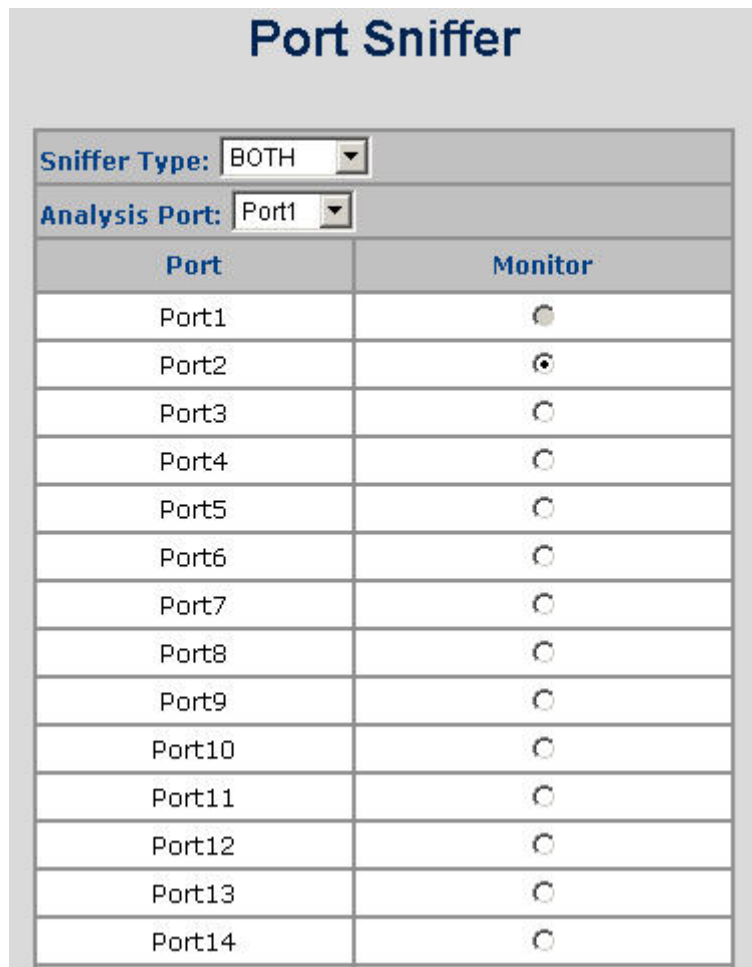 Port Sniffer
Sniffer Type: BOTH
Analysis Port: Port1
Port Monitor
Port1
Port2
Port3
Port4
Port5
Port6
Port7
Port8
Port9
Port10
Port11
Port12
Port13
Port14